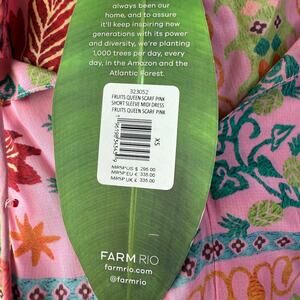 always been our
home, and to assure
it'll keep inspiring new
generations with its power
and diversity, we're planting
1,000 trees per day, every
day, in the Amazon and the
Atlantic Forest.
323052
FRUITS QUEEN SCARF PINK
SHORT SLEEVE MIDI DRESS
FRUITS QUEEN SCARF PINK
XS
MSRP US $ 295.00
MSRP EU € 335.00
MRSP UK £ 335.00
FARM RIO
farmrio.com
@farmrio